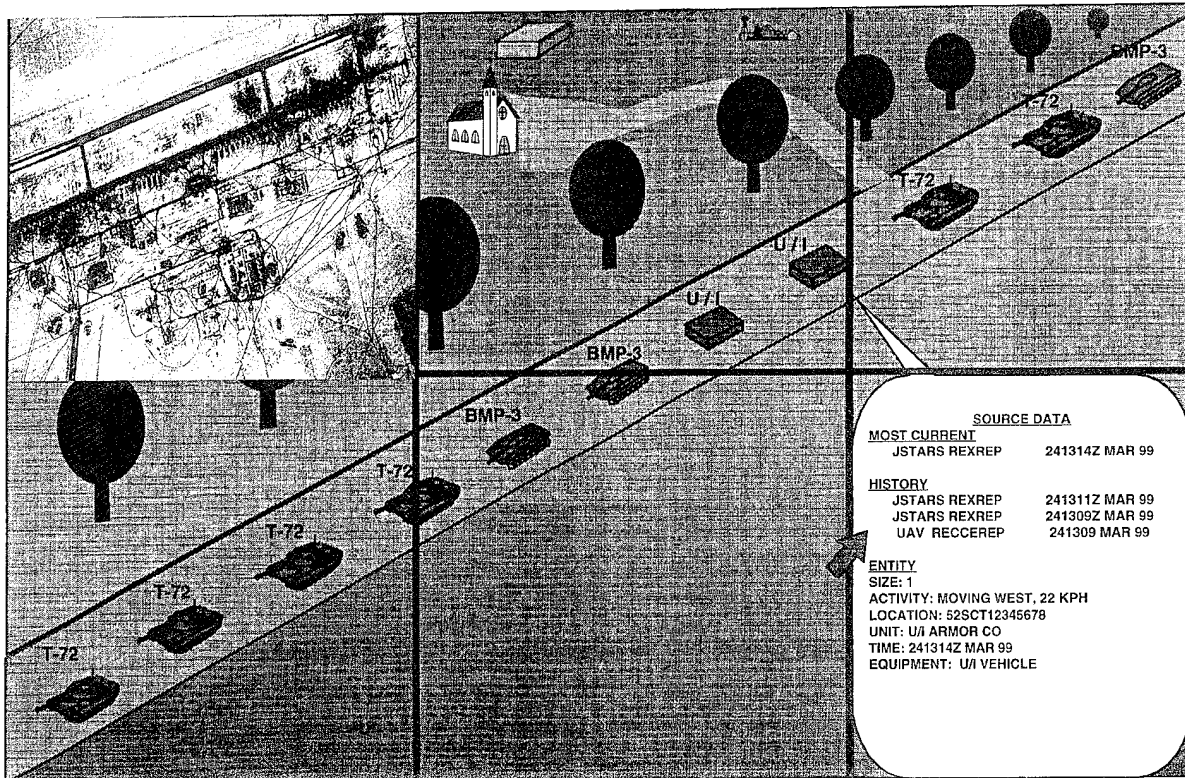 BMP-3
T-72
T-72
U / I
U / I
BMP-3
BMP-3
T-72
T-72
T-72
T-72
SOURCE DATA
MOST CURRENT
JSTARS REXREP 241314Z MAR 99
HISTORY
JSTARS REXREP 241311Z MAR 99
JSTARS REXREP 241309Z MAR 99
UAV RECCEREP 241309 MAR 99
ENTITY
SIZE: 1
ACTIVITY: MOVING WEST, 22 KPH
LOCATION: 52SCT12345678
UNIT: U/I ARMOR CO
TIME: 241314Z MAR 99
EQUIPMENT: U/I VEHICLE